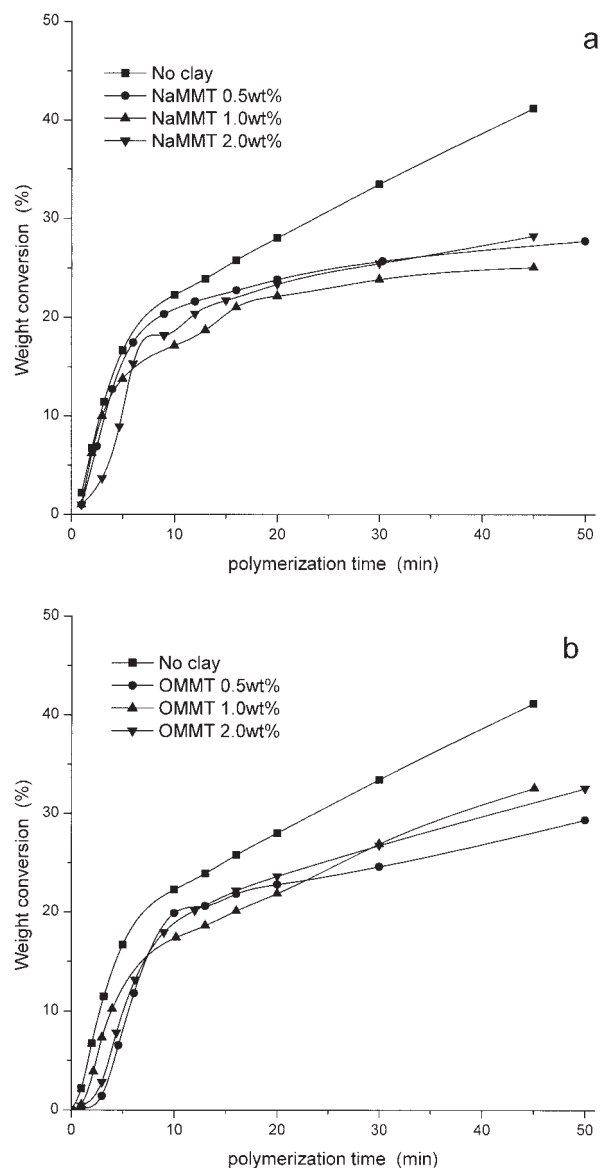 a
50
40
30
20
10
0
Weight conversion (%)
No clay
NaMMT 0.5wt%
NaMMT 1.0wt%
NaMMT 2.0wt%
0 10 20 30 40 50
polymerization time (min)
b
50
40
30
20
10
0
Weight conversion (%)
No clay
OMMT 0.5wt%
OMMT 1.0wt%
OMMT 2.0wt%
0 10 20 30 40 50
polymerization time (min)